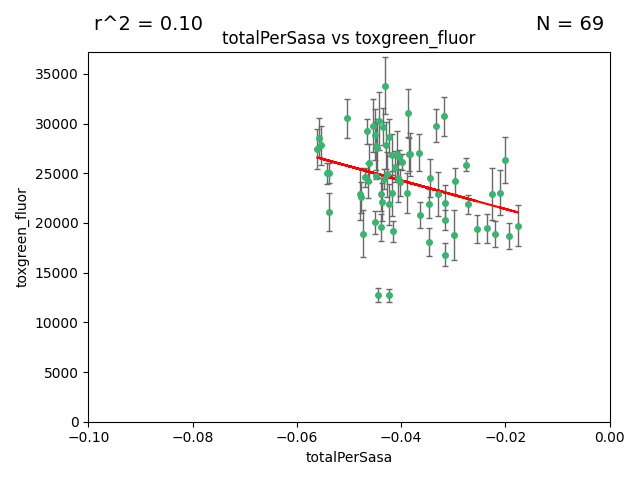 r^2 = 0.10
N = 69
totalPerSasa vs toxgreen_fluor
35000
30000
25000
20000
15000
10000
5000
0
toxgreen_fluor
−0.10
−0.08
−0.06
−0.04
−0.02
0.00
totalPerSasa